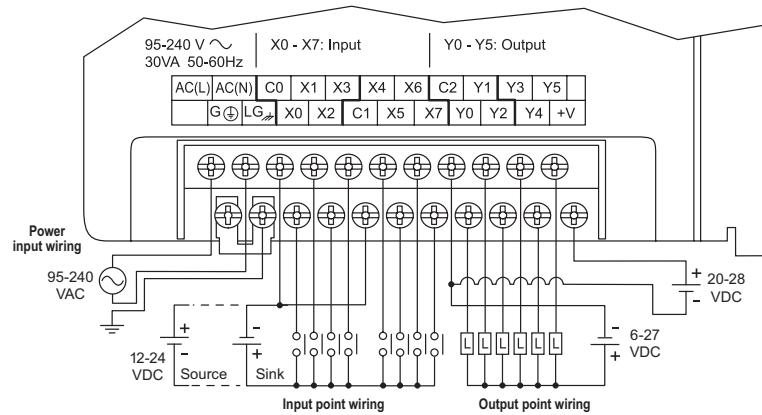 95-240 V X0 - X7: Input Y0 - Y5: Output
30VA 50-60Hz
AC(L) AC(N) C0 X1 X3 X4 X6 C2 Y1 Y3 Y5
G LG X0 X2 C1 X5 X7 Y0 Y2 Y4 +V
Power
input wiring
95-240
VAC
+
-
20-28
VDC
+ - 
- +
12-24
VDC
Source Sink
L L L L L L
-
+
6-27
VDC
Input point wiring Output point wiring